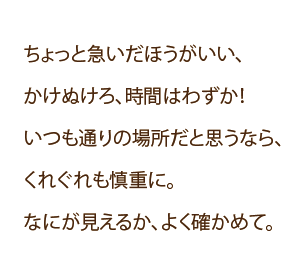 ちょっと急いだほうがいい、
かけぬけろ、時間はわずか！
いつも通りの場所だと思うなら、
くれぐれも慎重に。
なにが見えるか、よく確かめて。